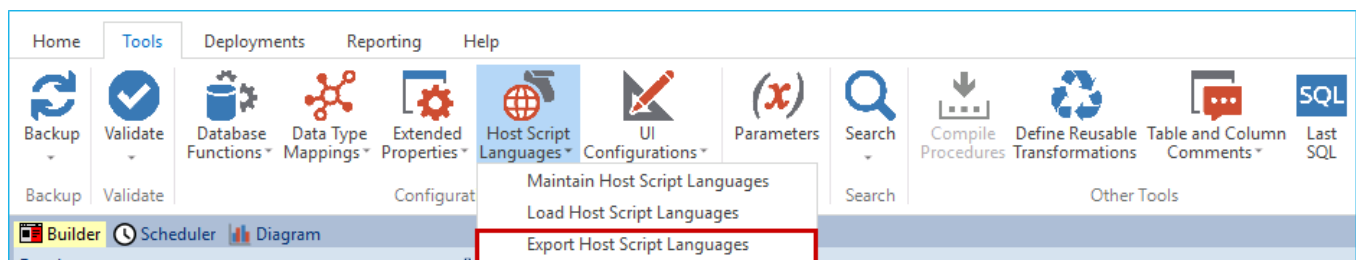 Home Tools Deployments Reporting Help
(x)
SQL
Backup Validate Database Data Type Extended Host Script UI Parameters Search Compile Define Reusable Table and Column Last
Functions Mappings Properties Languages Configurations Procedures Transformations Comments SQL
Maintain Host Script Languages
Backup Validate Configurat Search Other Tools
Load Host Script Languages
Builder Scheduler Diagram
Export Host Script Languages